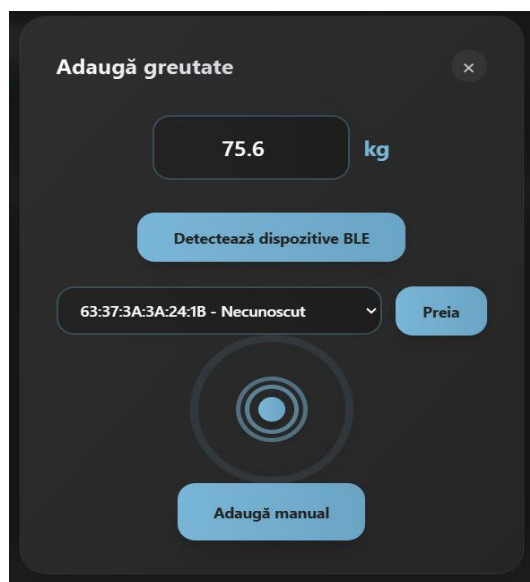 Adaugă greutate
×
75.6 kg
Detectează dispozitive BLE
63:37:3A:3A:24:1B - Necunoscut
Preia
Adaugă manual